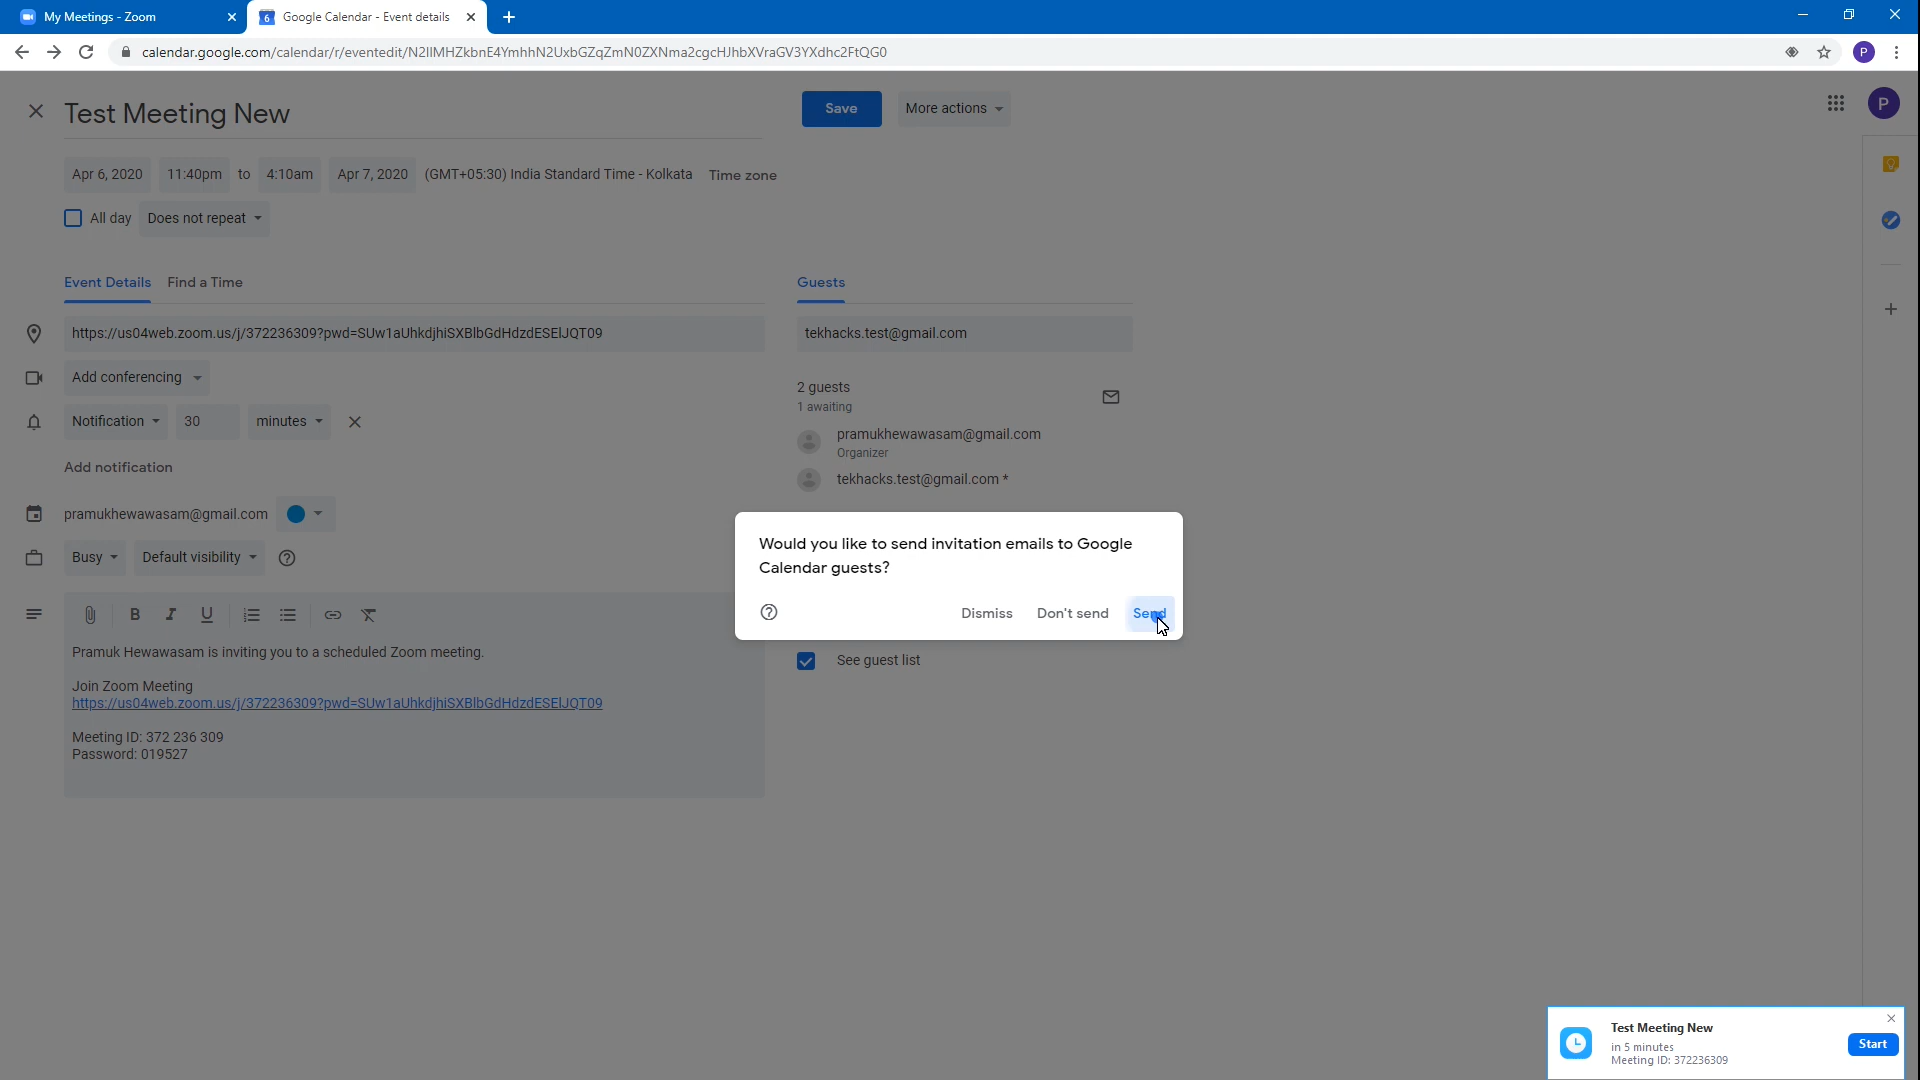 My Meetings - Zoom
Google Calendar - Event details
calendar.google.com/calendar/r/eventedit/N2IlMHZkbnE4YmhhN2UxbGZqZmN0ZXNma2cgcHJhbXVraGV3YXdhc2FtQG0
P
Test Meeting New
Save
More actions
P
Apr 6, 2020 11:40pm to 4:10am Apr 7, 2020 (GMT+05:30) India Standard Time - Kolkata Time zone
All day Does not repeat
Event Details Find a Time
Guests
https://us04web.zoom.us/j/372236309?pwd=SUw1aUhkdjhiSXBlbGdHdzdESElJQT09
tekhacks.test@gmail.com
Add conferencing
2 guests
1 awaiting
Notification 30 minutes
pramukhewawasam@gmail.com
Organizer
Add notification
tekhacks.test@gmail.com *
pramukhewawasam@gmail.com
Busy Default visibility
Would you like to send invitation emails to Google
Calendar guests?
Dismiss Don't send Send
B I U
Pramuk Hewawasam is inviting you to a scheduled Zoom meeting.
See guest list
Join Zoom Meeting
https://us04web.zoom.us/j/372236309?pwd=SUw1aUhkdjhiSXBlbGdHdzdESElJQT09
Meeting ID: 372 236 309
Password: 019527
Test Meeting New
in 5 minutes
Meeting ID: 372236309
Start